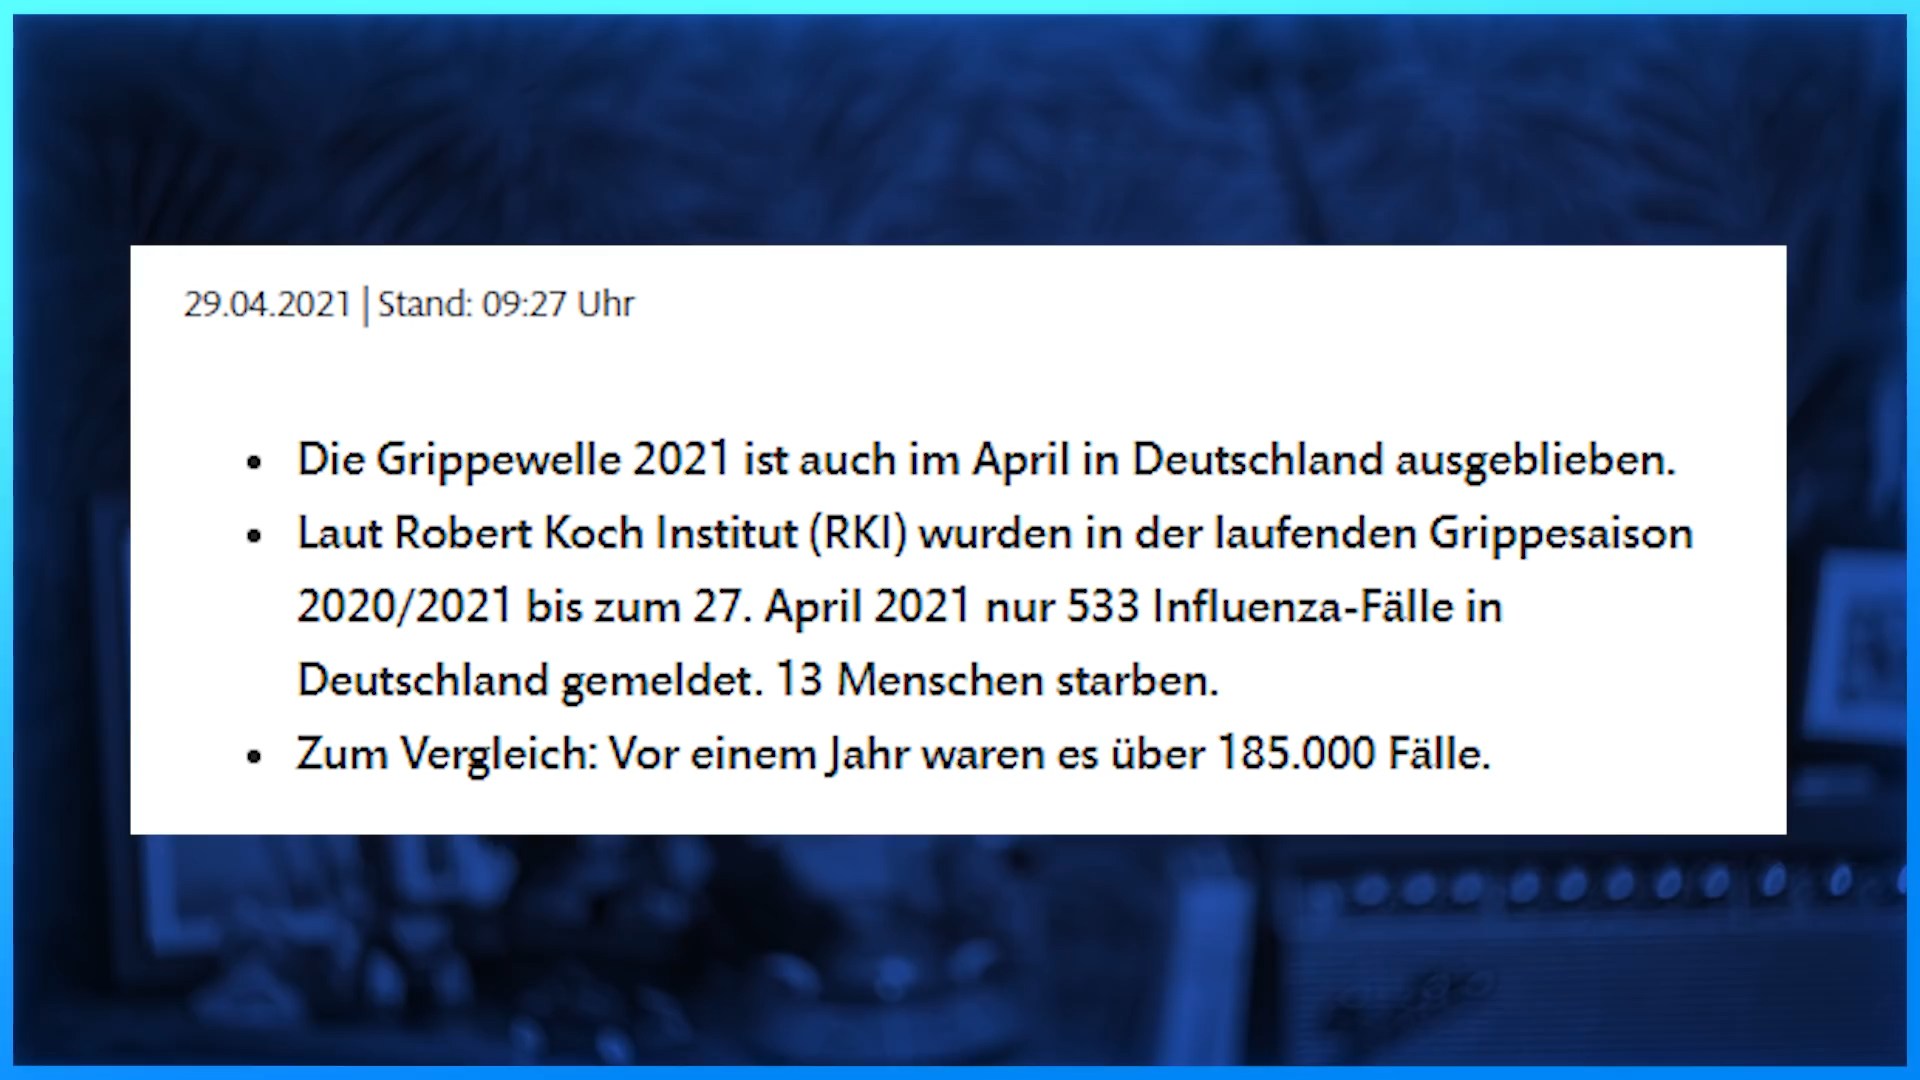 29.04.2021 | Stand: 09:27 Uhr
• Die Grippewelle 2021 ist auch im April in Deutschland ausgeblieben.
• Laut Robert Koch Institut (RKI) wurden in der laufenden Grippesaison
2020/2021 bis zum 27. April 2021 nur 533 Influenza-Fälle in
Deutschland gemeldet. 13 Menschen starben.
• Zum Vergleich: Vor einem Jahr waren es über 185.000 Fälle.